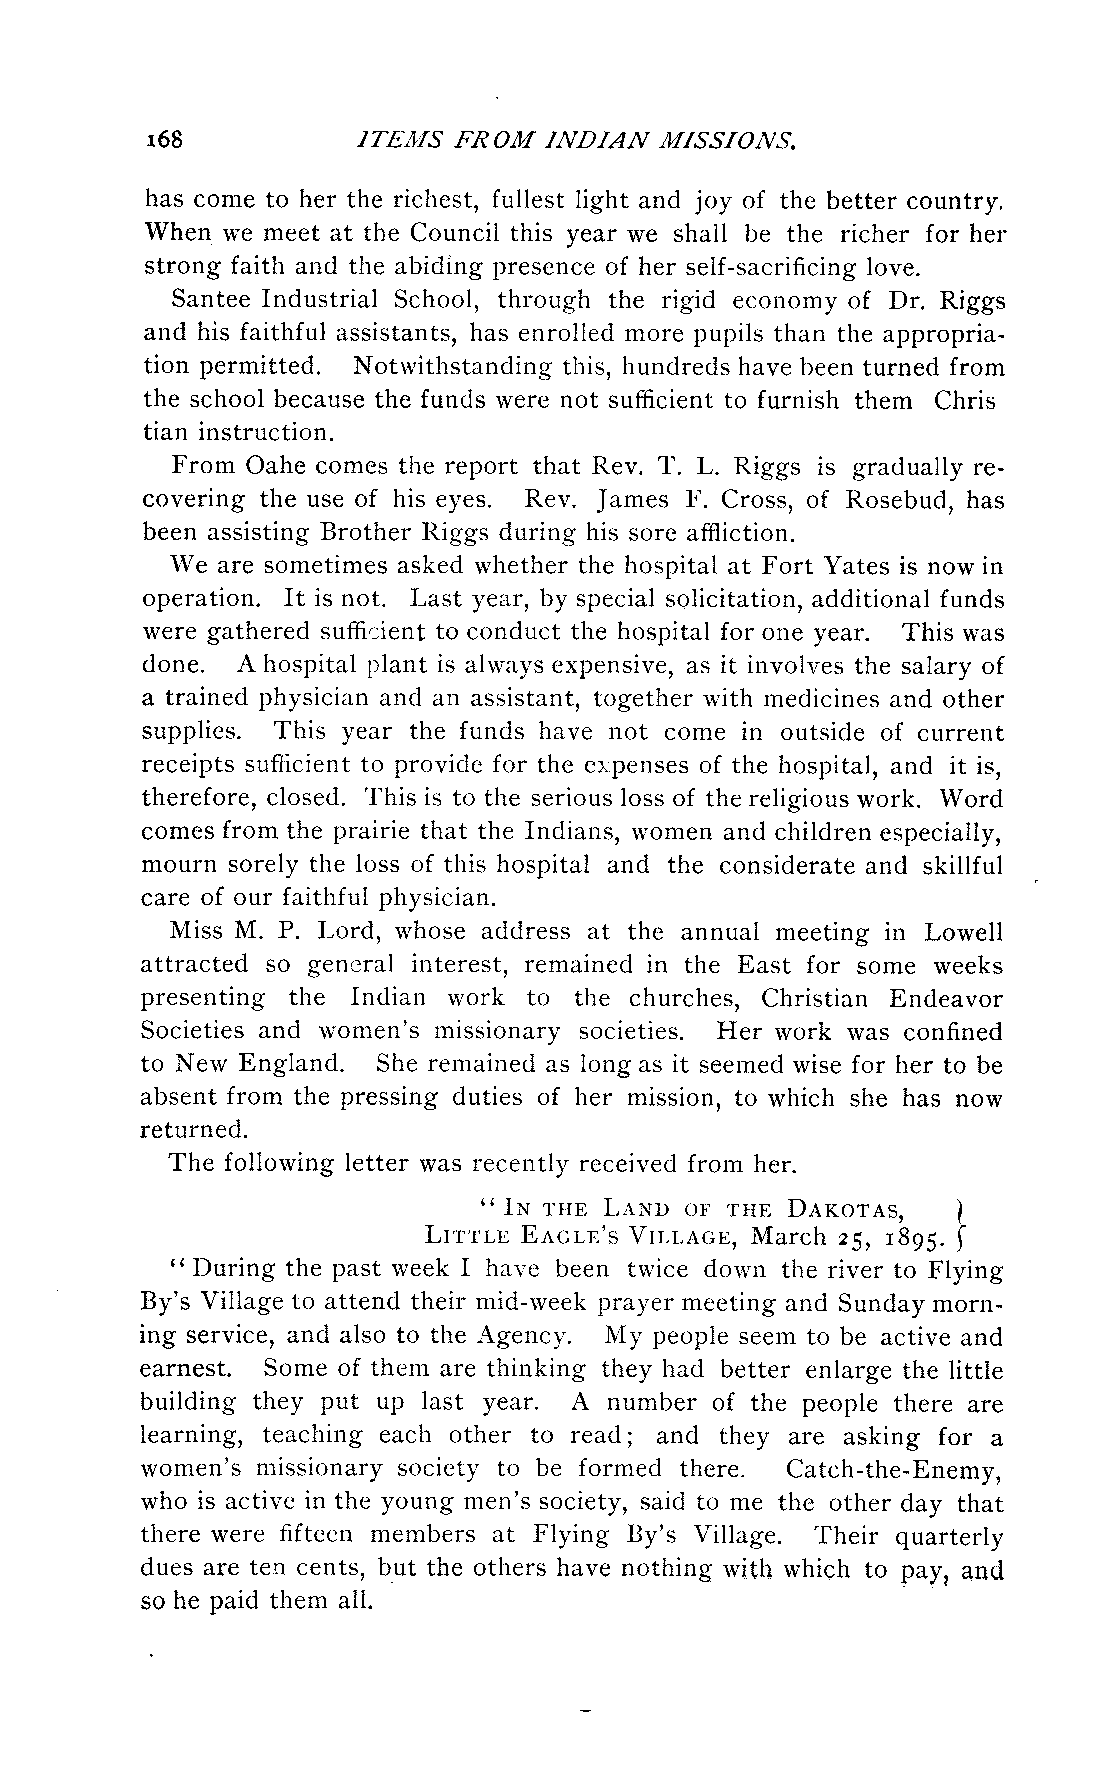 168 ITEMS FROM INDIAN MISSIONS.
has come to her the richest, fullest light and joy of the better country.
When we meet at the Council this year we shall be the richer for her
strong faith and the abiding presence of her self-sacrificing love.
Santee Industrial School, through the rigid economy of Dr. Riggs
and his faithful assistants, has enrolled more pupils than the appropria-
tion permitted. Notwithstanding this, hundreds have been turned from
the school because the funds were not sufficient to furnish them Chris
tian instruction.
From Oahe comes the report that Rev. T. L. Riggs is gradually re-
covering the use of his eyes. Rev. James F. Cross, of Rosebud, has
been assisting Brother Riggs during his sore affliction.
We are sometimes asked whether the hospital at Fort Yates is now in
operation. It is not. Last year, by special solicitation, additional funds
were gathered sufficient to conduct the hospital for one year. This was
done. A hospital plant is always expensive, as it involves the salary of
a trained physician and an assistant, together with medicines and other
supplies. This year the funds have not come in outside of current
receipts sufficient to provide for the expenses of the hospital, and it is,
therefore, closed. This is to the serious loss of the religious work. Word
comes from the prairie that the Indians, women and children especially,
mourn sorely the loss of this hospital and the considerate and skillful
care of our faithful physician.
Miss M. P. Lord, whose address at the annual meeting in Lowell
attracted so general interest, remained in the East for some weeks
presenting the Indian work to the churches, Christian Endeavor
Societies and women's missionary societies. Her work was confined
to New England. She remained as long as it seemed wise for her to be
absent from the pressing duties of her mission, to which she has now
returned.
The following letter was recently received from her.
“IN THE LAND OF THE DAKOTAS, }
LITTLE EAGLE'S VILLAGE, March 25, 1895. }
“During the past week I have been twice down the river to Flying
By's Village to attend their mid-week prayer meeting and Sunday morn-
ing service, and also to the Agency. My people seem to be active and
earnest. Some of them are thinking they had better enlarge the little
building they put up last year. A number of the people there are
learning, teaching each other to read; and they are asking for a
women's missionary society to be formed there. Catch-the-Enemy,
who is active in the young men's society, said to me the other day that
there were fifteen members at Flying By's Village. Their quarterly
dues are ten cents, but the others have nothing with which to pay, and
so he paid them all.